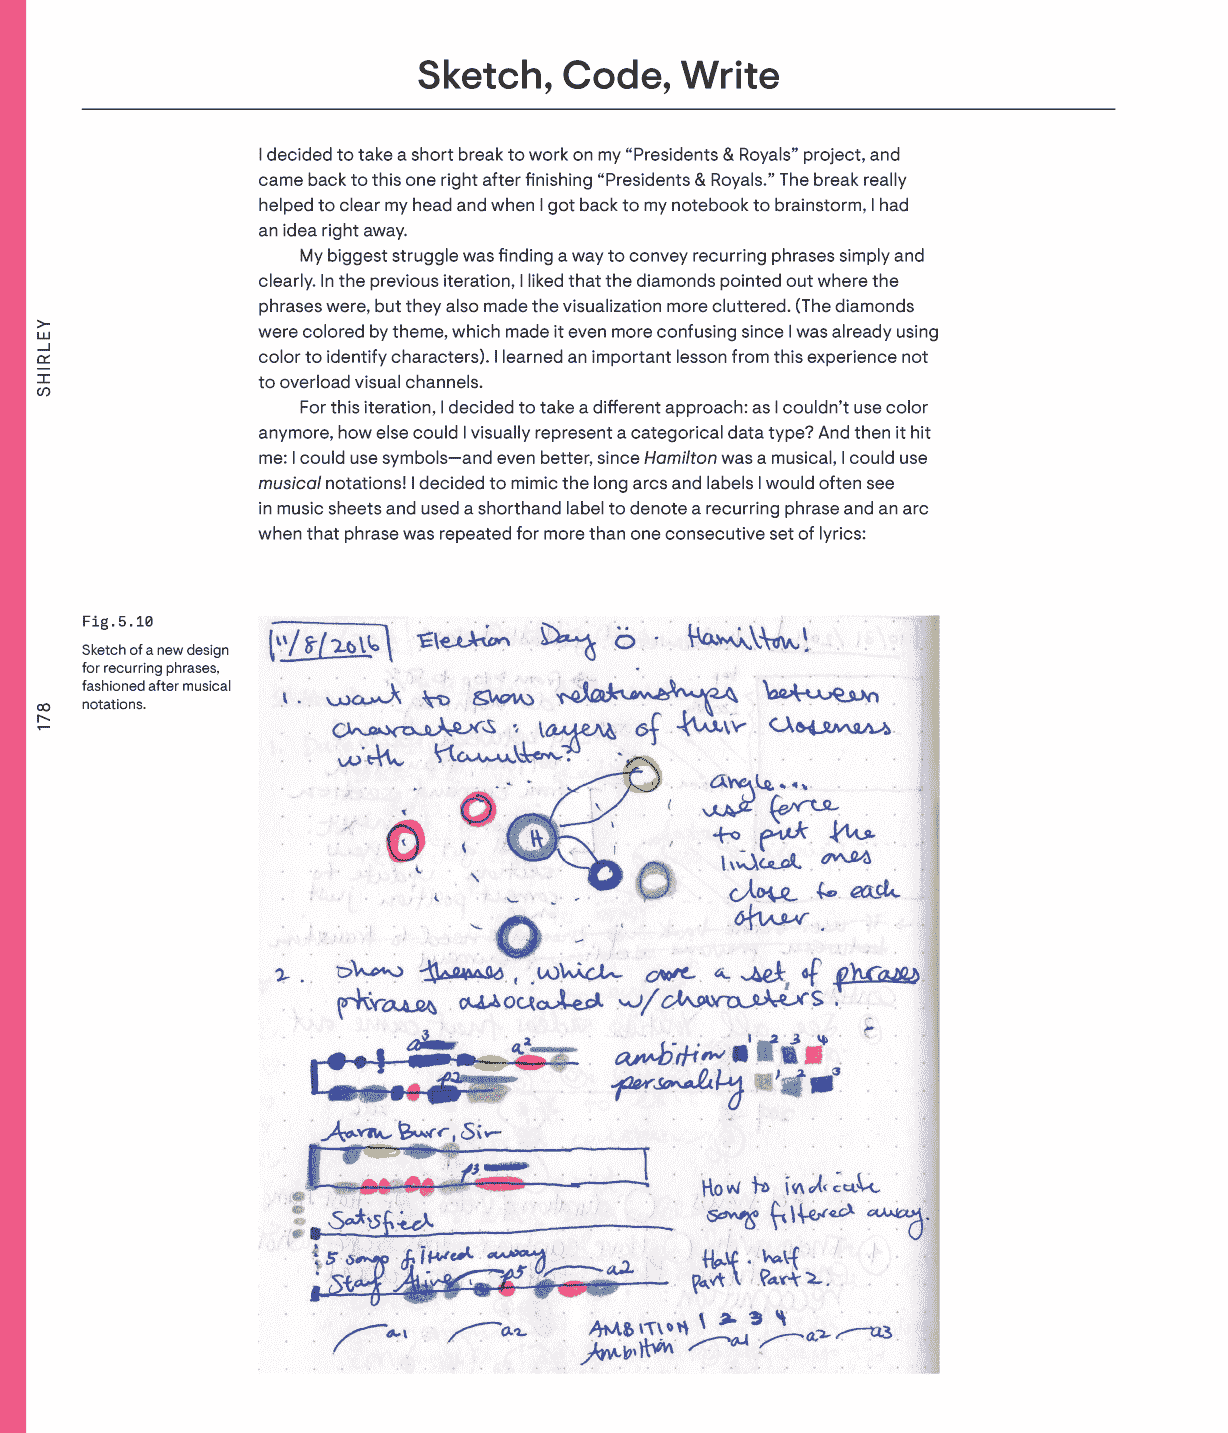 Sketch, Code, Write
I decided to take a short break to work on my “Presidents & Royals” project, and
came back to this one right after finishing “Presidents & Royals.” The break really
helped to clear my head and when I got back to my notebook to brainstorm, I had
an idea right away.
My biggest struggle was finding a way to convey recurring phrases simply and
clearly. In the previous iteration, I liked that the diamonds pointed out where the
phrases were, but they also made the visualization more cluttered. (The diamonds
were colored by theme, which made it even more confusing since I was already using
color to identify characters). I learned an important lesson from this experience not
to overload visual channels.
For this iteration, I decided to take a different approach: as I couldn’t use color
anymore, how else could I visually represent a categorical data type? And then it hit
me: I could use symbols—and even better, since Hamilton was a musical, I could use
musical notations! I decided to mimic the long arcs and labels I would often see
in music sheets and used a shorthand label to denote a recurring phrase and an arc
when that phrase was repeated for more than one consecutive set of lyrics:
SHIRLEY
178
Fig.5.10
Sketch of a new design
for recurring phrases,
fashioned after musical
notations.
11/8/2016 Election Day Ö · Hamilton!
1. want to show relationships between
characters: layers of their closeness
with Hamilton?
H
angle...
use force
to put the
linked ones
close to each
other.
2. show themes, which are a set of phrases
phrases associated w/ characters.
a3 a2
p2
ambition 1 2 3 4
personality 1 2 3
Aaron Burr, Sir
p3
Satisfied
How to indicate
songs filtered away.
5 songs filtered away
Stay Alive p5 a2
Half · half
Part 1 Part 2.
a1 a2
AMBITION 1 2 3 4
Ambition a1 a2 a3